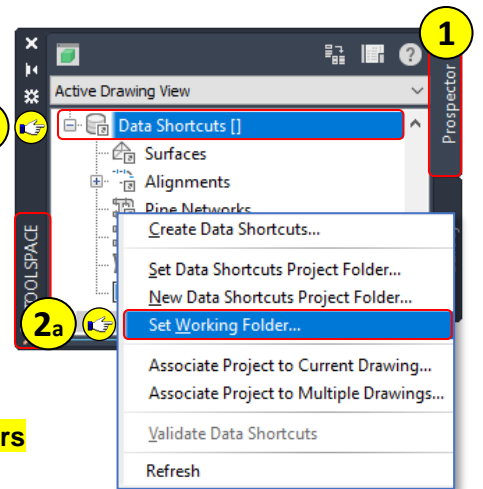 1
Active Drawing View
Prospector
Data Shortcuts []
Surfaces
Alignments
Pipe Networks
TOOLSPACE
2a
Create Data Shortcuts...
Set Data Shortcuts Project Folder...
New Data Shortcuts Project Folder...
Set Working Folder...
Associate Project to Current Drawing...
Associate Project to Multiple Drawings...
Validate Data Shortcuts
Refresh
rs